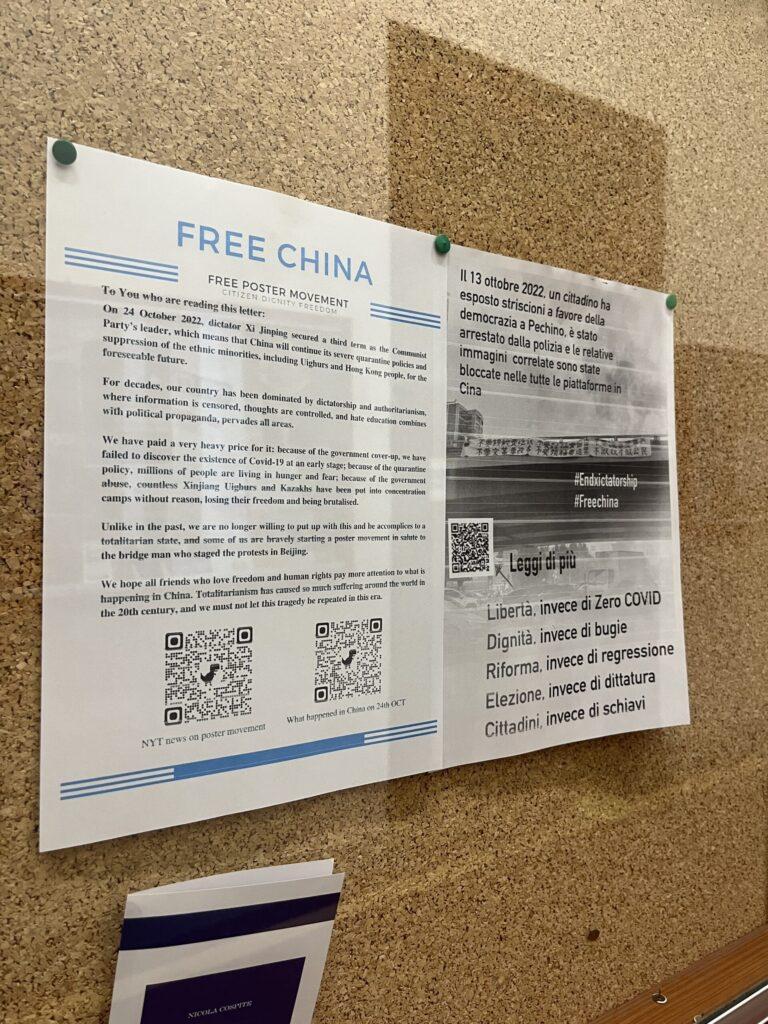 FREE CHINA
FREE POSTER MOVEMENT
CITIZEN DIGNITY FREEDOM
To You who are reading this letter:
On 24 October 2022, dictator Xi Jinping secured a third term as the Communist
Party's leader, which means that China will continue its severe quarantine policies and
suppression of the ethnic minorities, including Uighurs and Hong Kong people, for the
foreseeable future.
For decades, our country has been dominated by dictatorship and authoritarianism,
where information is censored, thoughts are controlled, and hate education combines
with political propaganda, pervades all areas.
We have paid a very heavy price for it: because of the government cover-up, we have
failed to discover the existence of Covid-19 at an early stage; because of the quarantine
policy, millions of people are living in hunger and fear; because of the government
abuse, countless Xinjiang Uighurs and Kazakhs have been put into concentration
camps without reason, losing their freedom and being brutalised.
Unlike in the past, we are no longer willing to put up with this and be accomplices to a
totalitarian state, and some of us are bravely starting a poster movement in salute to
the bridge man who staged the protests in Beijing.
We hope all friends who love freedom and human rights pay more attention to what is
happening in China. Totalitarianism has caused so much suffering around the world in
the 20th century, and we must not let this tragedy be repeated in this era.
NYT news on poster movement
What happened in China on 24th OCT
Il 13 ottobre 2022, un cittadino ha
esposto striscioni a favore della
democrazia a Pechino, è stato
arrestato dalla polizia e le relative
immagini correlate sono state
bloccate nelle tutte le piattaforme in
Cina
#Endxictatorship
#Freechina
Leggi di più
Libertà, invece di Zero COVID
Dignità, invece di bugie
Riforma, invece di regressione
Elezione, invece di dittatura
Cittadini, invece di schiavi
NICOLA COSPITE